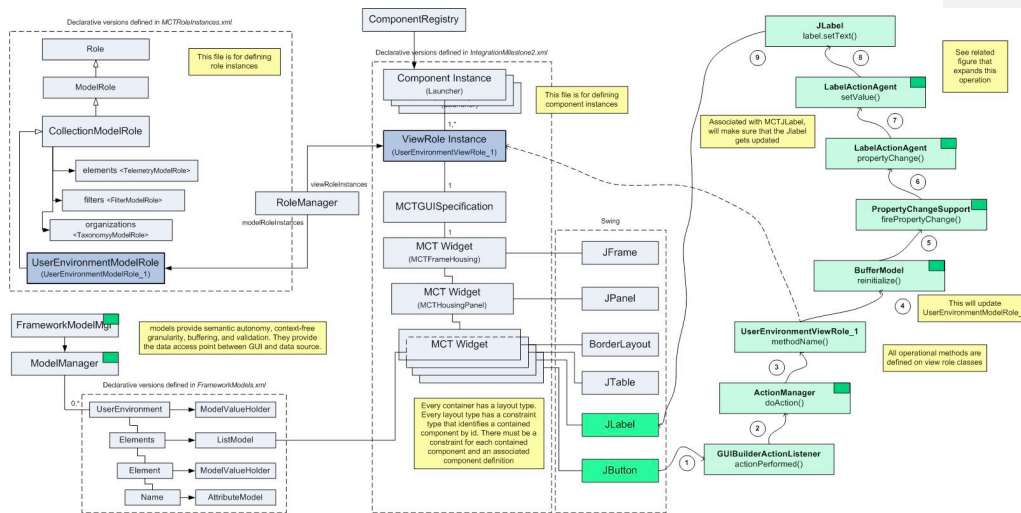 Declarative versions defined in MCTRoleInstances.xml
Role
ModelRole
CollectionModelRole
elements <TelemetryModelRole>
filters <FilterModelRole>
organizations
<TaxonomyyModelRole>
UserEnvironmentModelRole
(UserEnvironmentModelRole_1)
This file is for defining
role instances
RoleManager
viewRoleInstances
modelRoleInstances
FrameworkModelMgr
ModelManager
0,*
models provide semantic autonomy, context-free
granularity, buffering, and validation. They provide
the data access point between GUI and data source.
Declarative versions defined in FrameworkModels.xml
UserEnvironment
ModelValueHolder
Elements
ListModel
Element
ModelValueHolder
Name
AttributeModel
ComponentRegistry
Declarative versions defined in IntegrationMilestone2.xml
Component Instance
(Launcher)
(Launcher)
This file is for defining
component instances
1,*
ViewRole Instance
(UserEnvironmentViewRole_1)
1
MCTGUISpecification
1
MCT Widget
(MCTFrameHousing)
MCT Widget
(MCTHousingPanel)
MCT Widget
Every container has a layout type.
Every layout type has a constraint
type that identifies a contained
component by id. There must be a
constraint for each contained
component and an associated
component definition
Swing
JFrame
JPanel
BorderLayout
JTable
JLabel
JButton
JLabel
label.setText()
9
8
See related
figure that
expands this
operation
LabelActionAgent
setValue()
Associated with MCTJLabel,
will make sure that the Jlabel
gets updated
7
LabelActionAgent
propertyChange()
6
PropertyChangeSupport
firePropertyChange()
5
BufferModel
reinitialize()
4
This will update
UserEnvironmentModelRole_
UserEnvironmentViewRole_1
methodName()
All operational methods are
defined on view role classes
3
ActionManager
doAction()
2
GUIBuilderActionListener
actionPerformed()
1